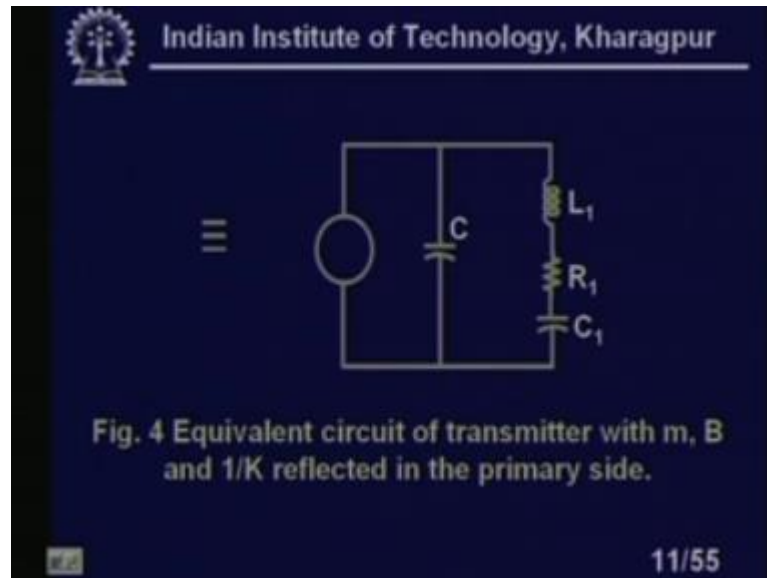 Indian Institute of Technology, Kharagpur
≡
C
L₁
R₁
C₁
Fig. 4 Equivalent circuit of transmitter with m, B
and 1/K reflected in the primary side.
11/55